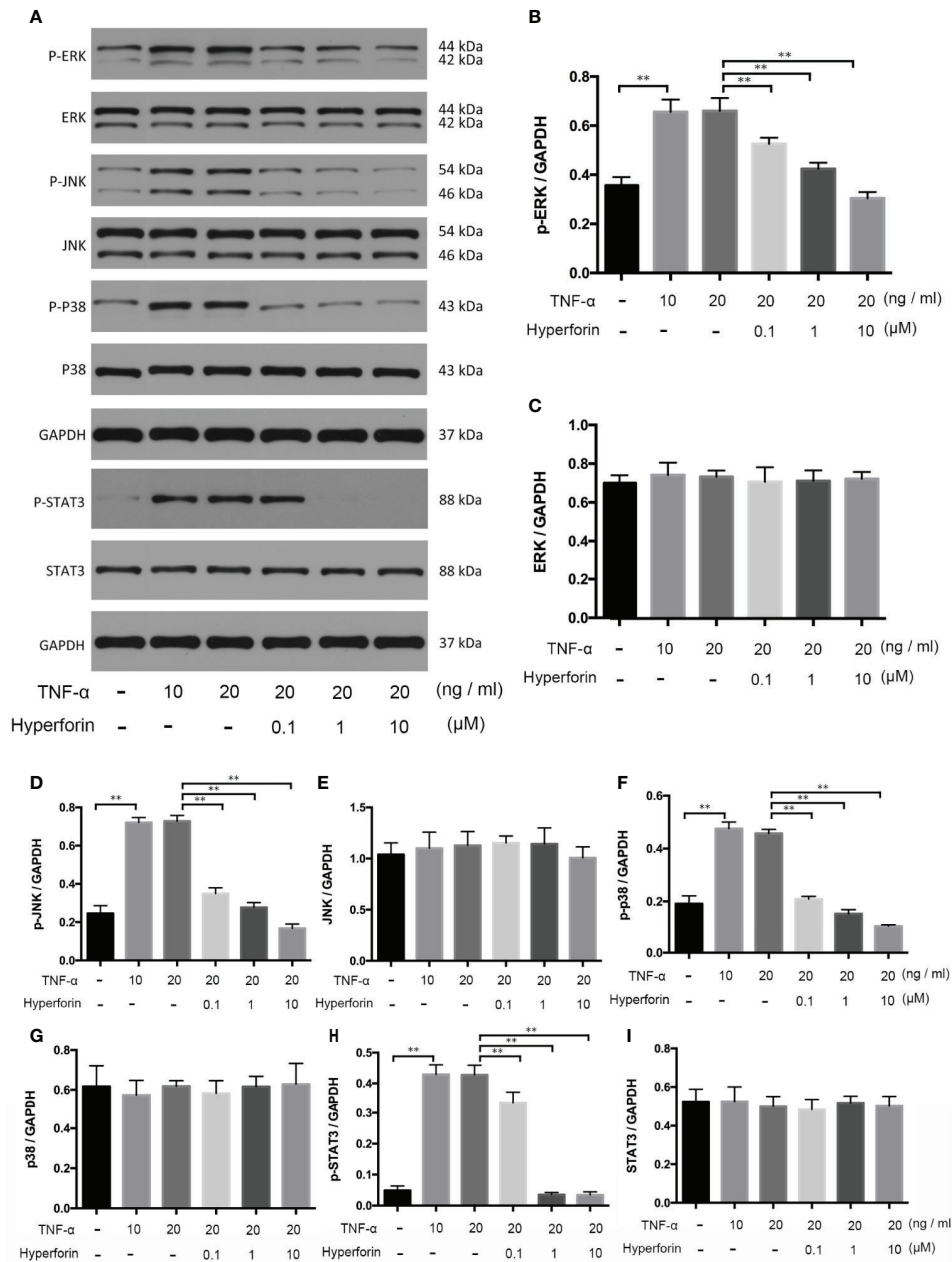 A
P-ERK
44 kDa
42 kDa
ERK
44 kDa
42 kDa
P-JNK
54 kDa
46 kDa
JNK
54 kDa
46 kDa
P-P38
43 kDa
P38
43 kDa
GAPDH
37 kDa
P-STAT3
88 kDa
STAT3
88 kDa
GAPDH
37 kDa
TNF-α - 10 20 20 20 20 (ng / ml)
Hyperforin - - - 0.1 1 10 (μM)
B
** ** ** **
p-ERK / GAPDH
0.8
0.6
0.4
0.2
0.0
TNF-α - 10 20 20 20 20 (ng / ml)
Hyperforin - - - 0.1 1 10 (μM)
C
ERK / GAPDH
1.0
0.8
0.6
0.4
0.2
0.0
TNF-α - 10 20 20 20 20 (ng / ml)
Hyperforin - - - 0.1 1 10 (μM)
D
** ** ** **
p-JNK / GAPDH
0.8
0.6
0.4
0.2
0.0
TNF-α - 10 20 20 20 20
Hyperforin - - - 0.1 1 10
E
JNK / GAPDH
1.5
1.0
0.5
0.0
TNF-α - 10 20 20 20 20
Hyperforin - - - 0.1 1 10
F
** ** ** **
p-p38 / GAPDH
0.6
0.4
0.2
0.0
TNF-α - 10 20 20 20 20 (ng / ml)
Hyperforin - - - 0.1 1 10 (μM)
G
p38 / GAPDH
0.8
0.6
0.4
0.2
0.0
TNF-α - 10 20 20 20 20
Hyperforin - - - 0.1 1 10
H
** ** ** **
p-STAT3 / GAPDH
0.5
0.4
0.3
0.2
0.1
0.0
TNF-α - 10 20 20 20 20
Hyperforin - - - 0.1 1 10
I
STAT3 / GAPDH
0.8
0.6
0.4
0.2
0.0
TNF-α - 10 20 20 20 20 (ng / ml)
Hyperforin - - - 0.1 1 10 (μM)